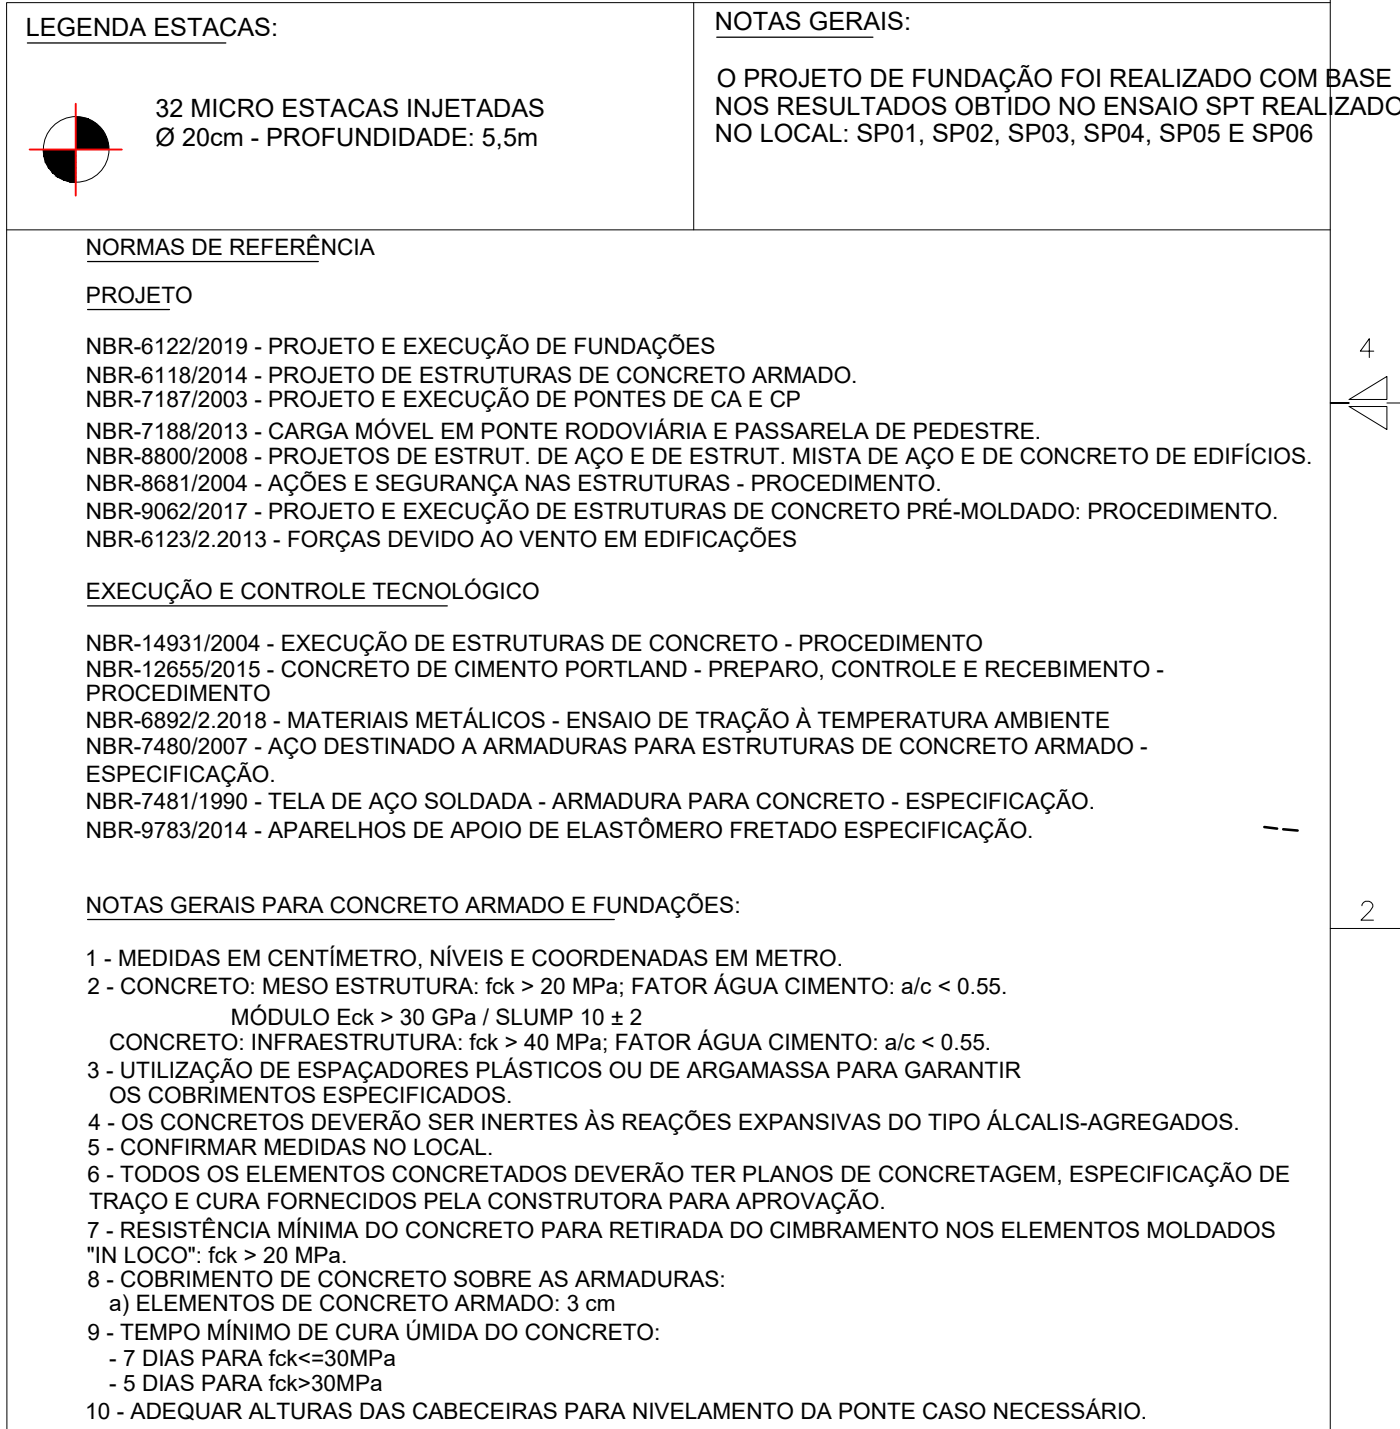 LEGENDA ESTACAS:
32 MICRO ESTACAS INJETADAS
Ø 20cm - PROFUNDIDADE: 5,5m
NOTAS GERAIS:
O PROJETO DE FUNDAÇÃO FOI REALIZADO COM BASE
NOS RESULTADOS OBTIDO NO ENSAIO SPT REALIZADO
NO LOCAL: SP01, SP02, SP03, SP04, SP05 E SP06
NORMAS DE REFERÊNCIA
PROJETO
NBR-6122/2019 - PROJETO E EXECUÇÃO DE FUNDAÇÕES
NBR-6118/2014 - PROJETO DE ESTRUTURAS DE CONCRETO ARMADO.
NBR-7187/2003 - PROJETO E EXECUÇÃO DE PONTES DE CA E CP
NBR-7188/2013 - CARGA MÓVEL EM PONTE RODOVIÁRIA E PASSARELA DE PEDESTRE.
NBR-8800/2008 - PROJETOS DE ESTRUT. DE AÇO E DE ESTRUT. MISTA DE AÇO E DE CONCRETO DE EDIFÍCIOS.
NBR-8681/2004 - AÇÕES E SEGURANÇA NAS ESTRUTURAS - PROCEDIMENTO.
NBR-9062/2017 - PROJETO E EXECUÇÃO DE ESTRUTURAS DE CONCRETO PRÉ-MOLDADO: PROCEDIMENTO.
NBR-6123/2.2013 - FORÇAS DEVIDO AO VENTO EM EDIFICAÇÕES
EXECUÇÃO E CONTROLE TECNOLÓGICO
NBR-14931/2004 - EXECUÇÃO DE ESTRUTURAS DE CONCRETO - PROCEDIMENTO
NBR-12655/2015 - CONCRETO DE CIMENTO PORTLAND - PREPARO, CONTROLE E RECEBIMENTO -
PROCEDIMENTO
NBR-6892/2.2018 - MATERIAIS METÁLICOS - ENSAIO DE TRAÇÃO À TEMPERATURA AMBIENTE
NBR-7480/2007 - AÇO DESTINADO A ARMADURAS PARA ESTRUTURAS DE CONCRETO ARMADO -
ESPECIFICAÇÃO.
NBR-7481/1990 - TELA DE AÇO SOLDADA - ARMADURA PARA CONCRETO - ESPECIFICAÇÃO.
NBR-9783/2014 - APARELHOS DE APOIO DE ELASTÔMERO FRETADO ESPECIFICAÇÃO.
NOTAS GERAIS PARA CONCRETO ARMADO E FUNDAÇÕES:
1 - MEDIDAS EM CENTÍMETRO, NÍVEIS E COORDENADAS EM METRO.
2 - CONCRETO: MESO ESTRUTURA: fck > 20 MPa; FATOR ÁGUA CIMENTO: a/c < 0.55.
MÓDULO Eck > 30 GPa / SLUMP 10 ± 2
CONCRETO: INFRAESTRUTURA: fck > 40 MPa; FATOR ÁGUA CIMENTO: a/c < 0.55.
3 - UTILIZAÇÃO DE ESPAÇADORES PLÁSTICOS OU DE ARGAMASSA PARA GARANTIR
OS COBRIMENTOS ESPECIFICADOS.
4 - OS CONCRETOS DEVERÃO SER INERTES ÀS REAÇÕES EXPANSIVAS DO TIPO ÁLCALIS-AGREGADOS.
5 - CONFIRMAR MEDIDAS NO LOCAL.
6 - TODOS OS ELEMENTOS CONCRETADOS DEVERÃO TER PLANOS DE CONCRETAGEM, ESPECIFICAÇÃO DE
TRAÇO E CURA FORNECIDOS PELA CONSTRUTORA PARA APROVAÇÃO.
7 - RESISTÊNCIA MÍNIMA DO CONCRETO PARA RETIRADA DO CIMBRAMENTO NOS ELEMENTOS MOLDADOS
"IN LOCO": fck > 20 MPa.
8 - COBRIMENTO DE CONCRETO SOBRE AS ARMADURAS:
a) ELEMENTOS DE CONCRETO ARMADO: 3 cm
9 - TEMPO MÍNIMO DE CURA ÚMIDA DO CONCRETO:
- 7 DIAS PARA fck<=30MPa
- 5 DIAS PARA fck>30MPa
10 - ADEQUAR ALTURAS DAS CABECEIRAS PARA NIVELAMENTO DA PONTE CASO NECESSÁRIO.
4
2